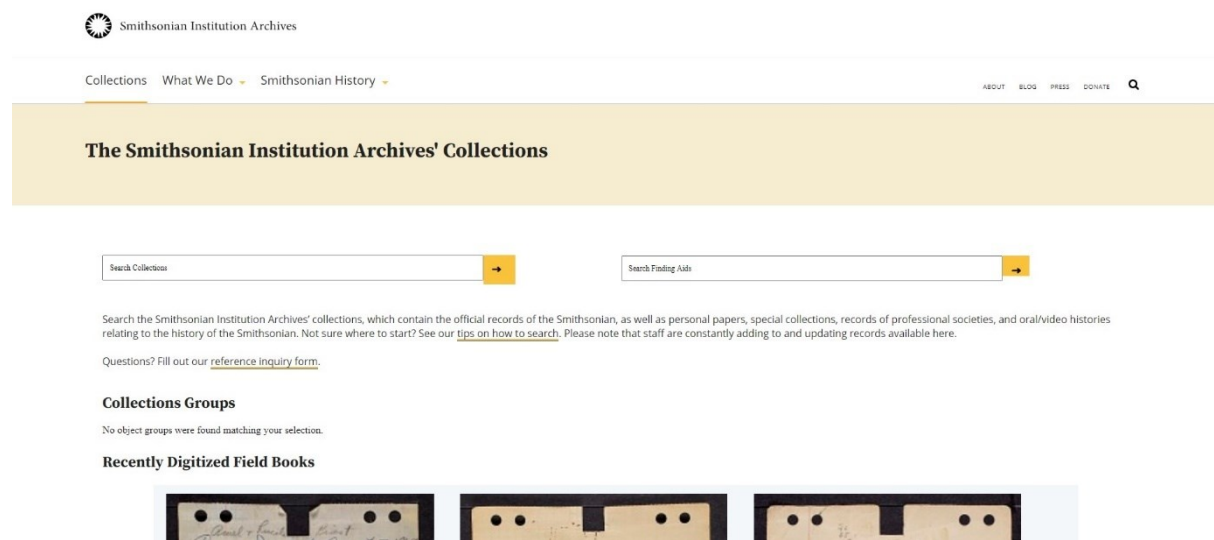 Smithsonian Institution Archives
Collections What We Do Smithsonian History
ABOUT BLOG PRESS DONATE
The Smithsonian Institution Archives' Collections
Search Collections
Search Finding Aids
Search the Smithsonian Institution Archives' collections, which contain the official records of the Smithsonian, as well as personal papers, special collections, records of professional societies, and oral/video histories
relating to the history of the Smithsonian. Not sure where to start? See our tips on how to search. Please note that staff are constantly adding to and updating records available here.
Questions? Fill out our reference inquiry form.
Collections Groups
No object groups were found matching your selection.
Recently Digitized Field Books